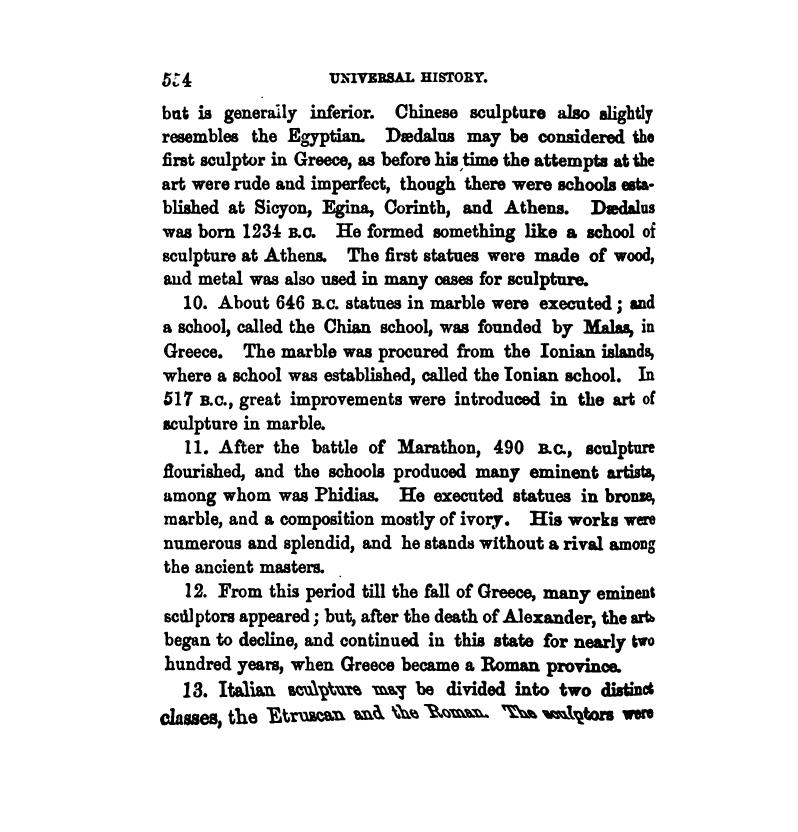 554 UNIVERSAL HISTORY.
but is generally inferior. Chinese sculpture also slightly
resembles the Egyptian. Dædalus may be considered the
first sculptor in Greece, as before his time the attempts at the
art were rude and imperfect, though there were schools esta-
blished at Sicyon, Egina, Corinth, and Athens. Dædalus
was born 1234 B.C. He formed something like a school of
sculpture at Athens. The first statues were made of wood,
and metal was also used in many cases for sculpture.
10. About 646 B.C. statues in marble were executed; and
a school, called the Chian school, was founded by Malas, in
Greece. The marble was procured from the Ionian islands,
where a school was established, called the Ionian school. In
517 B.C., great improvements were introduced in the art of
sculpture in marble.
11. After the battle of Marathon, 490 B.C., sculpture
flourished, and the schools produced many eminent artists,
among whom was Phidias. He executed statues in bronze,
marble, and a composition mostly of ivory. His works were
numerous and splendid, and he stands without a rival among
the ancient masters.
12. From this period till the fall of Greece, many eminent
sculptors appeared; but, after the death of Alexander, the arts
began to decline, and continued in this state for nearly two
hundred years, when Greece became a Roman province.
13. Italian sculpture may be divided into two distinct
classes, the Etruscan and the Roman. The sculptors were